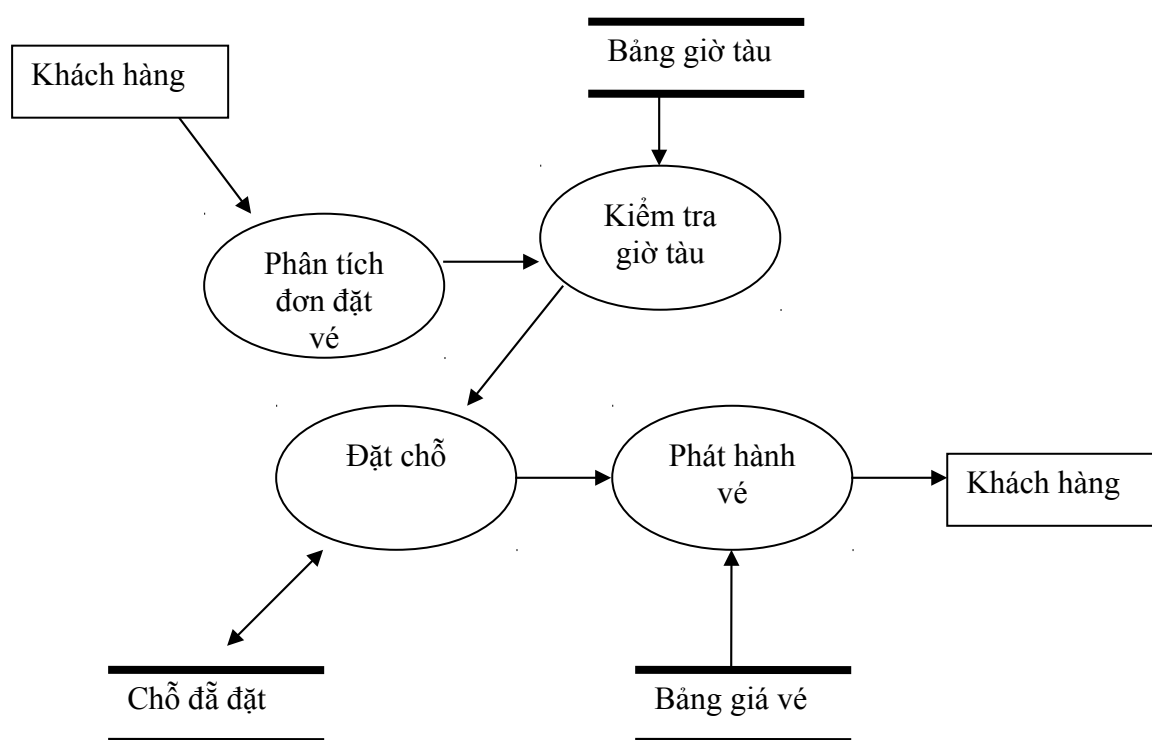 Bảng giờ tàu
Khách hàng
Kiểm tra
giờ tàu
Phân tích
đơn đặt
vé
Đặt chỗ
Phát hành
vé
Khách hàng
Chỗ đẵ đặt
Bảng giá vé